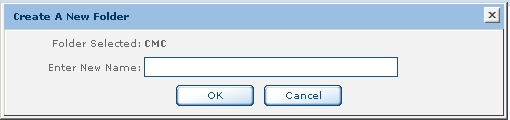 Create A New Folder
Folder Selected: CMC
Enter New Name:
OK Cancel